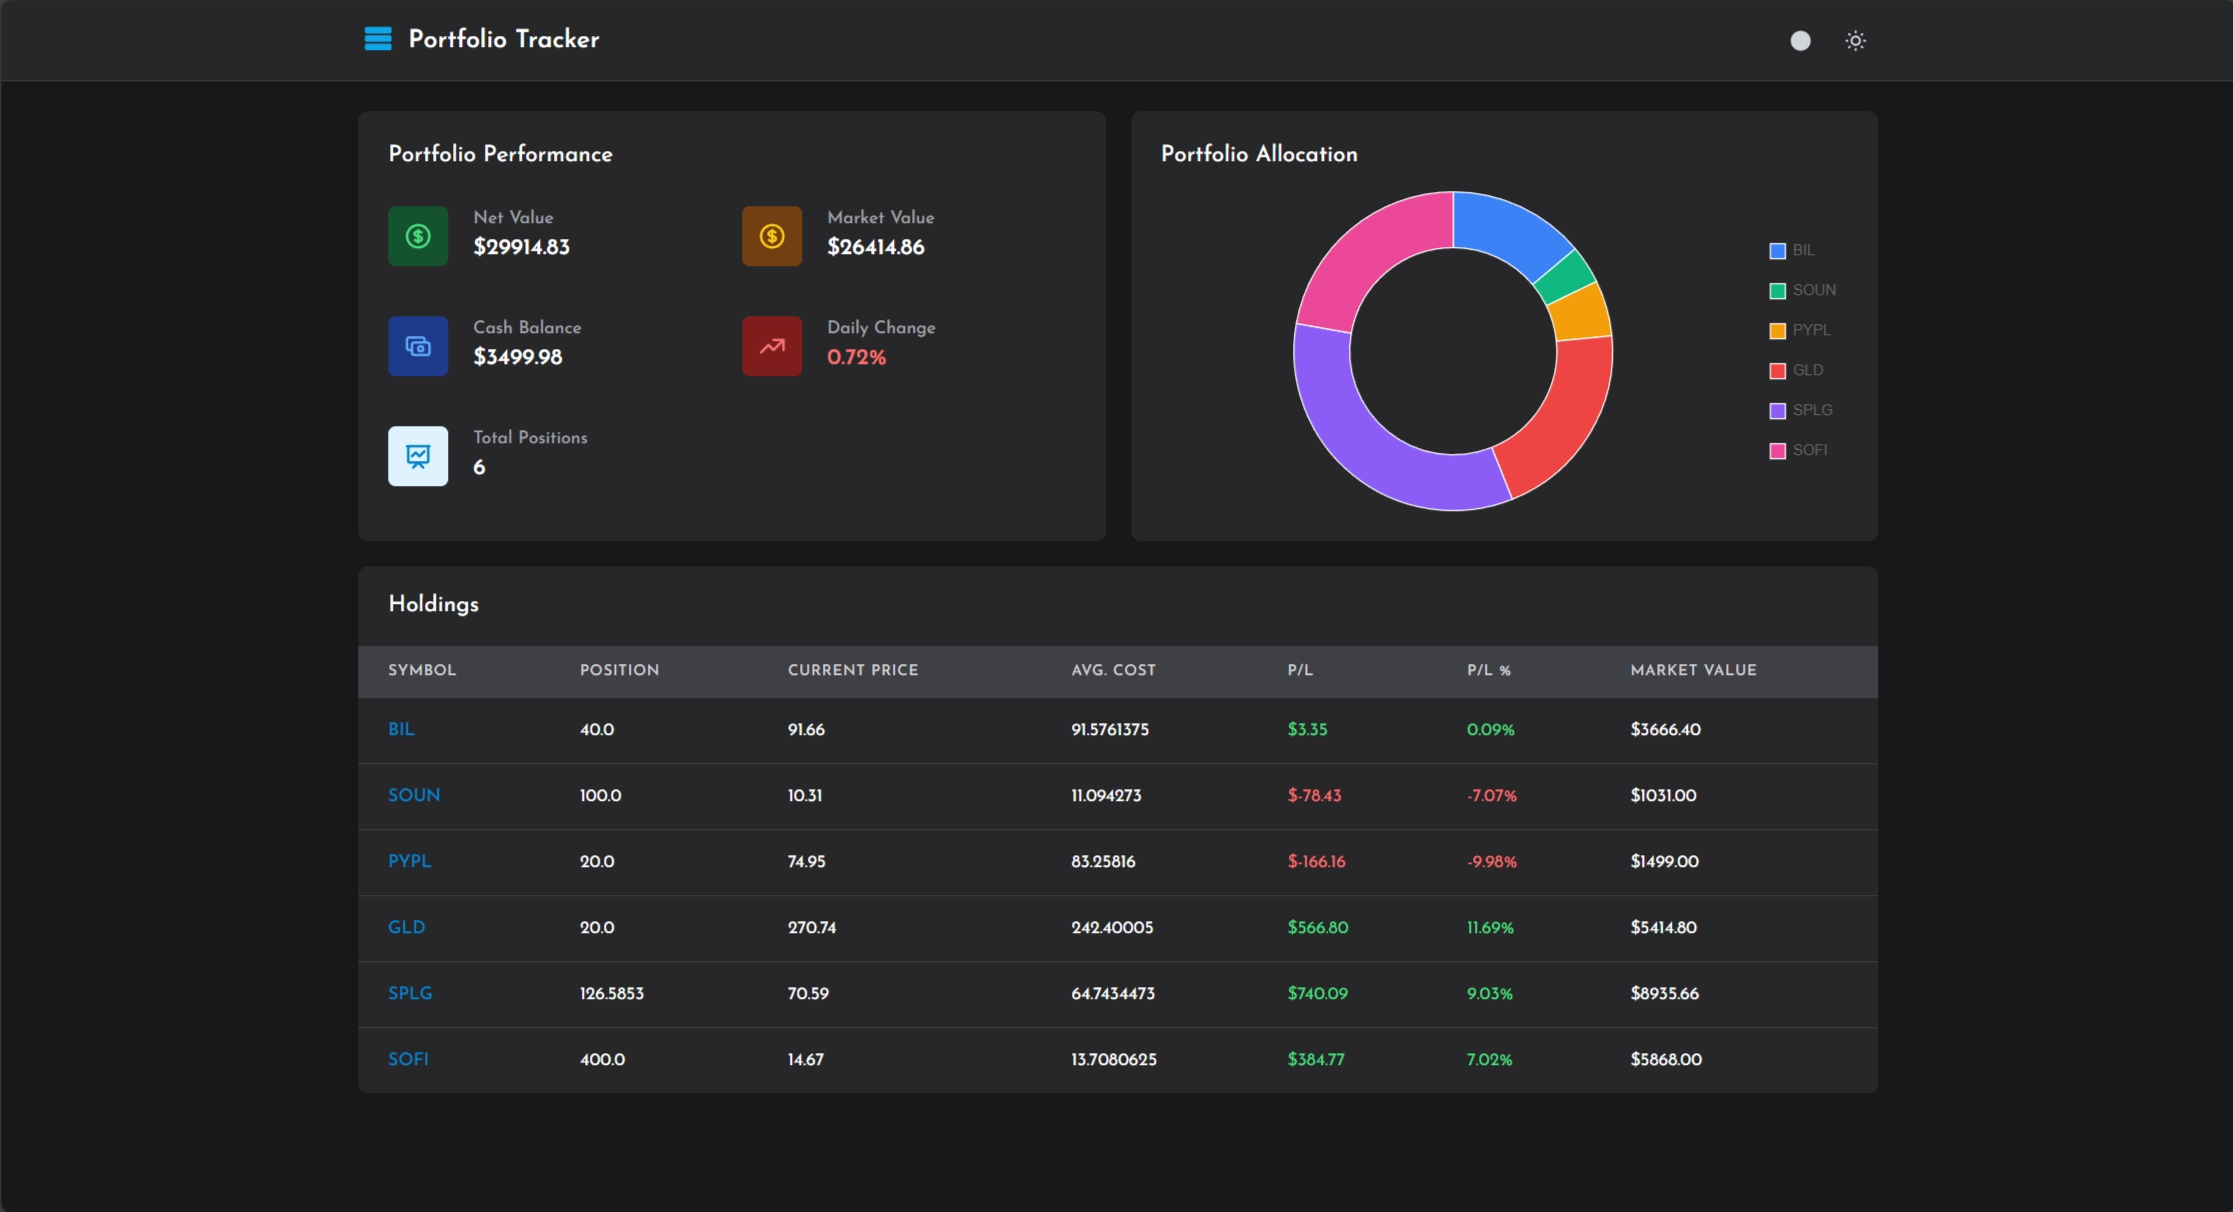 Portfolio Tracker
Portfolio Performance
Net Value
$29914.83
Market Value
$26414.86
Cash Balance
$3499.98
Daily Change
0.72%
Total Positions
6
Portfolio Allocation
BIL
SOUN
PYPL
GLD
SPLG
SOFI
Holdings
SYMBOL POSITION CURRENT PRICE AVG. COST P/L P/L % MARKET VALUE
BIL 40.0 91.66 91.5761375 $3.35 0.09% $3666.40
SOUN 100.0 10.31 11.094273 $-78.43 -7.07% $1031.00
PYPL 20.0 74.95 83.25816 $-166.16 -9.98% $1499.00
GLD 20.0 270.74 242.40005 $566.80 11.69% $5414.80
SPLG 126.5853 70.59 64.7434473 $740.09 9.03% $8935.66
SOFI 400.0 14.67 13.7080625 $384.77 7.02% $5868.00